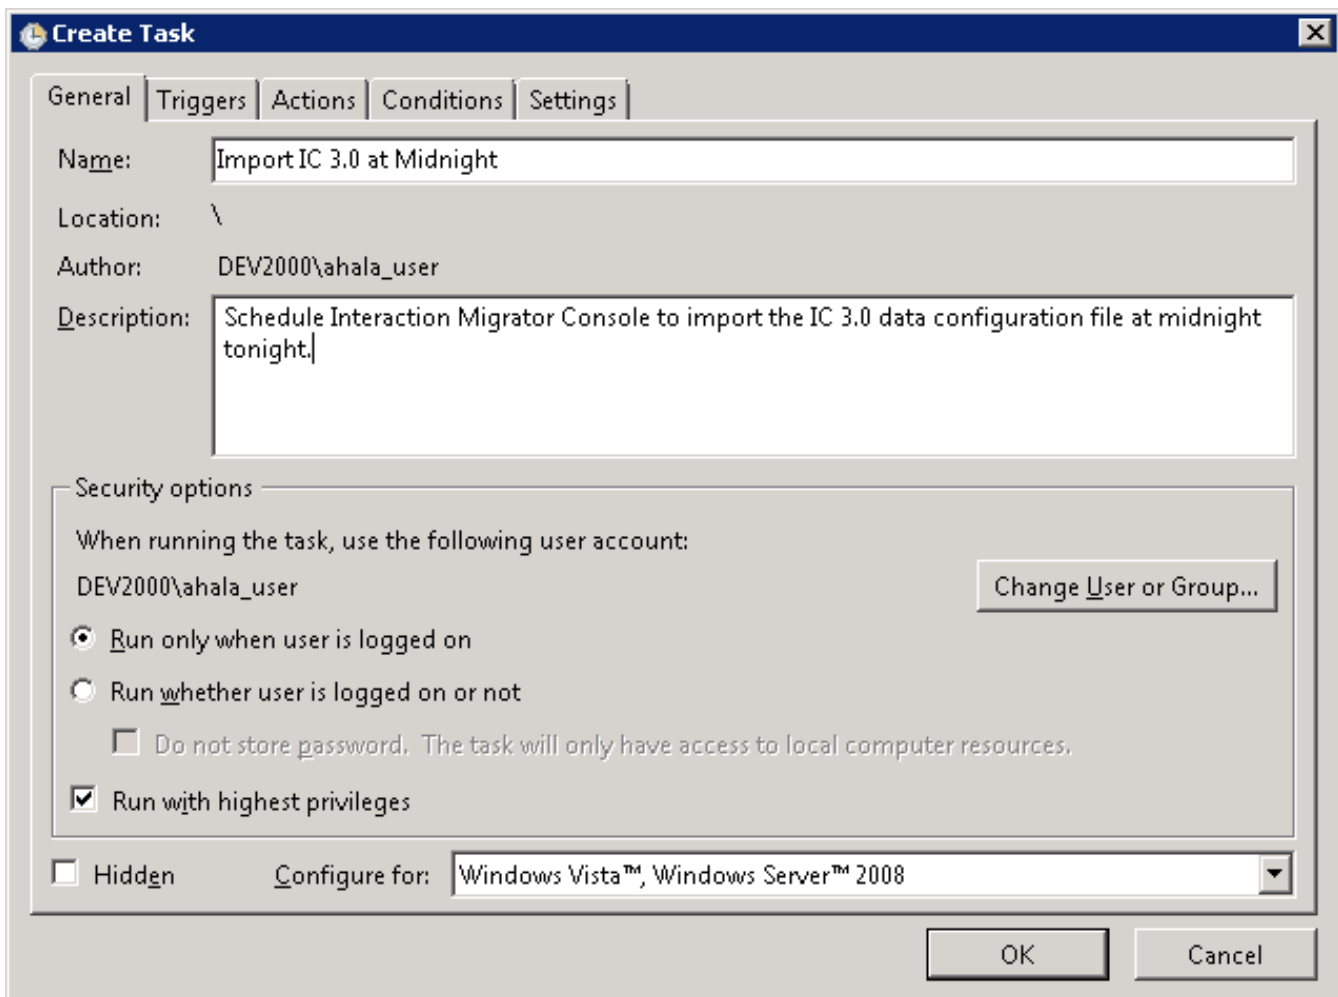 Create Task
General Triggers Actions Conditions Settings
Name: Import IC 3.0 at Midnight
Location: \
Author: DEV2000\ahala_user
Description: Schedule Interaction Migrator Console to import the IC 3.0 data configuration file at midnight
tonight.
Security options
When running the task, use the following user account:
DEV2000\ahala_user Change User or Group...
Run only when user is logged on
Run whether user is logged on or not
Do not store password. The task will only have access to local computer resources.
Run with highest privileges
Hidden Configure for: Windows Vista™, Windows Server™ 2008
OK Cancel